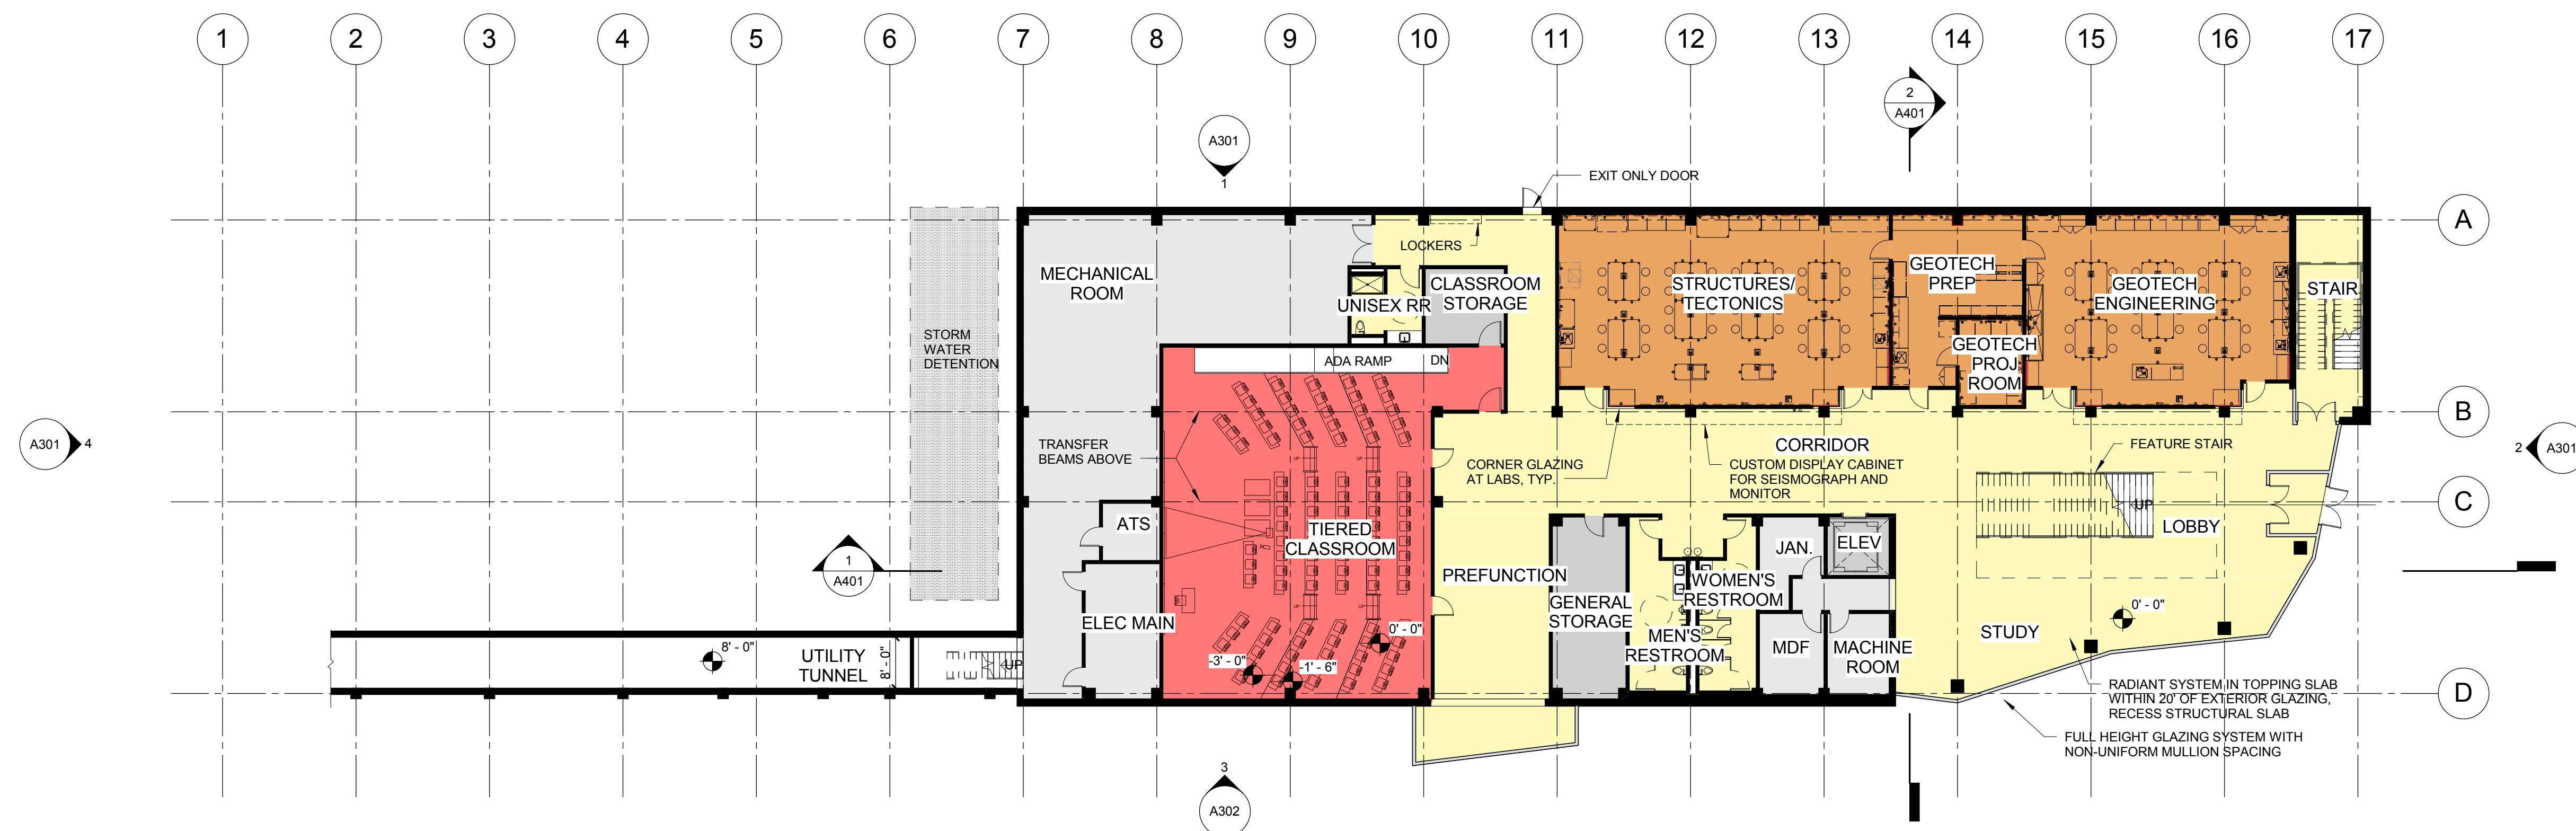 1 2 3 4 5 6 7 8 9 10 11 12 13 14 15 16 17
2
A401
A301
1
EXIT ONLY DOOR
A
LOCKERS
MECHANICAL
ROOM
UNISEX RR
CLASSROOM
STORAGE
STRUCTURES/
TECTONICS
GEOTECH
PREP
GEOTECH
ENGINEERING
STAIR
STORM
WATER
DETENTION
ADA RAMP
DN
GEOTECH
PROJ
ROOM
B
A301
4
TRANSFER
BEAMS ABOVE
CORNER GLAZING
AT LABS, TYP.
CORRIDOR
CUSTOM DISPLAY CABINET
FOR SEISMOGRAPH AND
MONITOR
FEATURE STAIR
2
A301
UP
UP
C
ATS
TIERED
CLASSROOM
UP
LOBBY
JAN.
ELEV
1
A401
PREFUNCTION
WOMEN'S
RESTROOM
GENERAL
STORAGE
UP
UP
ELEC MAIN
0' - 0"
0' - 0"
STUDY
MEN'S
RESTROOM
MDF
MACHINE
ROOM
8' - 0"
UTILITY
TUNNEL
8' - 0"
UP
-3' - 0"
-1' - 6"
D
RADIANT SYSTEM IN TOPPING SLAB
WITHIN 20' OF EXTERIOR GLAZING,
RECESS STRUCTURAL SLAB
FULL HEIGHT GLAZING SYSTEM WITH
NON-UNIFORM MULLION SPACING
3
A302